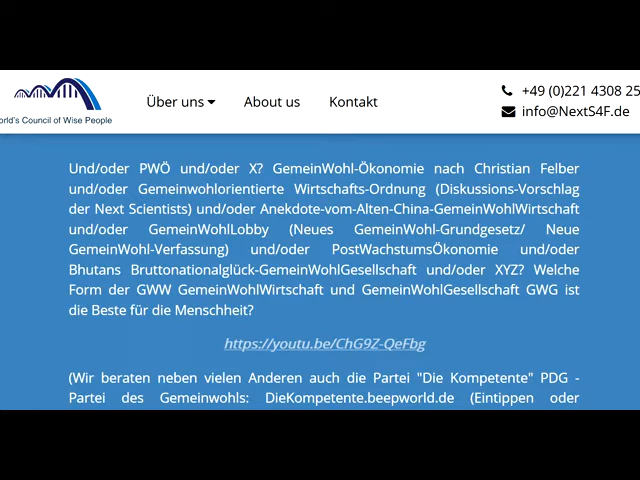 Über uns
About us
Kontakt
+49 (0)221 4308 25
info@NextS4F.de
orld's Council of Wise People
Und/oder PWÖ und/oder X? GemeinWohl-Ökonomie nach Christian Felber
und/oder Gemeinwohlorientierte Wirtschafts-Ordnung (Diskussions-Vorschlag
der Next Scientists) und/oder Anekdote-vom-Alten-China-GemeinWohlWirtschaft
und/oder GemeinWohlLobby (Neues GemeinWohl-Grundgesetz/ Neue
GemeinWohl-Verfassung) und/oder PostWachstumsÖkonomie und/oder
Bhutans Bruttonationalglück-GemeinWohlGesellschaft und/oder XYZ? Welche
Form der GWW GemeinWohlWirtschaft und GemeinWohlGesellschaft GWG ist
die Beste für die Menschheit?
https://youtu.be/ChG9Z-QeFbg
(Wir beraten neben vielen Anderen auch die Partei "Die Kompetente" PDG -
Partei des Gemeinwohls: DieKompetente.beepworld.de (Eintippen oder